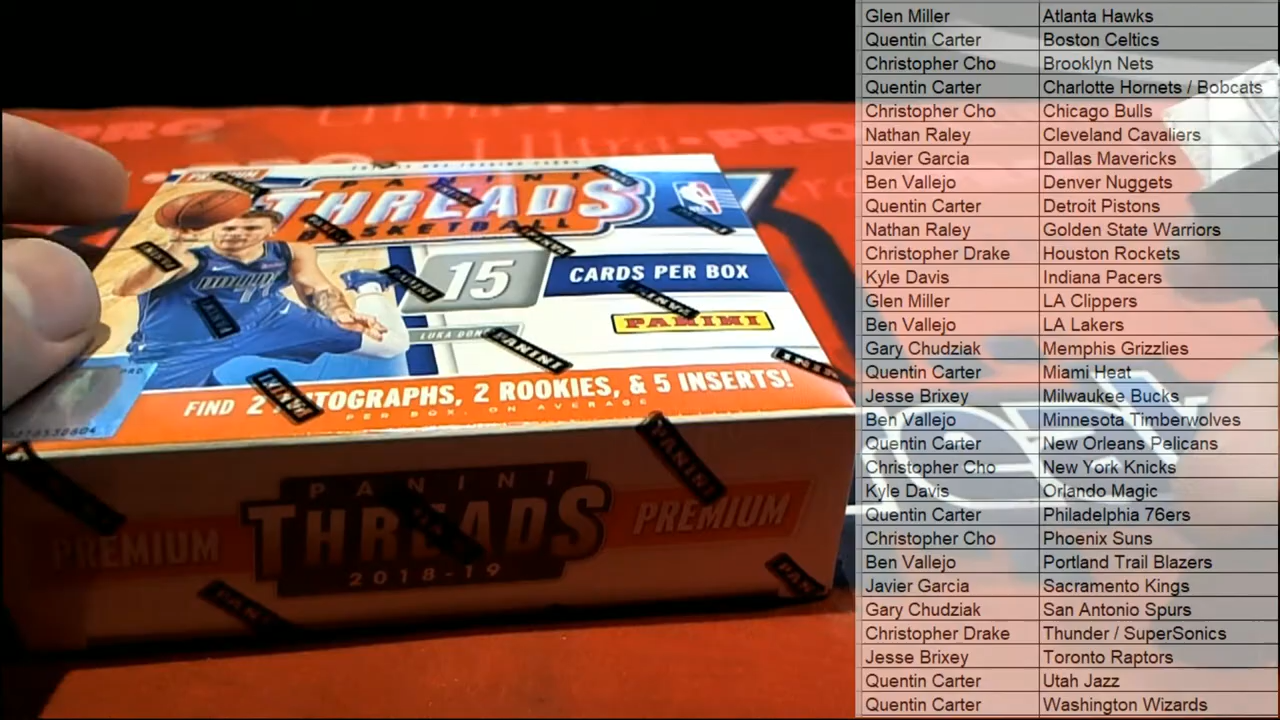 PREMIUM
PANINI
THREADS
BASKETBALL
15
CARDS PER BOX
PANINI
LUKA DON
FIND 2 AUTOGRAPHS, 2 ROOKIES, & 5 INSERTS!
PER BOX, ON AVERAGE
PANINI
THREADS
2018-19
PREMIUM
PREMIUM
Glen Miller Atlanta Hawks
Quentin Carter Boston Celtics
Christopher Cho Brooklyn Nets
Quentin Carter Charlotte Hornets / Bobcats
Christopher Cho Chicago Bulls
Nathan Raley Cleveland Cavaliers
Javier Garcia Dallas Mavericks
Ben Vallejo Denver Nuggets
Quentin Carter Detroit Pistons
Nathan Raley Golden State Warriors
Christopher Drake Houston Rockets
Kyle Davis Indiana Pacers
Glen Miller LA Clippers
Ben Vallejo LA Lakers
Gary Chudziak Memphis Grizzlies
Quentin Carter Miami Heat
Jesse Brixey Milwaukee Bucks
Ben Vallejo Minnesota Timberwolves
Quentin Carter New Orleans Pelicans
Christopher Cho New York Knicks
Kyle Davis Orlando Magic
Quentin Carter Philadelphia 76ers
Christopher Cho Phoenix Suns
Ben Vallejo Portland Trail Blazers
Javier Garcia Sacramento Kings
Gary Chudziak San Antonio Spurs
Christopher Drake Thunder / SuperSonics
Jesse Brixey Toronto Raptors
Quentin Carter Utah Jazz
Quentin Carter Washington Wizards